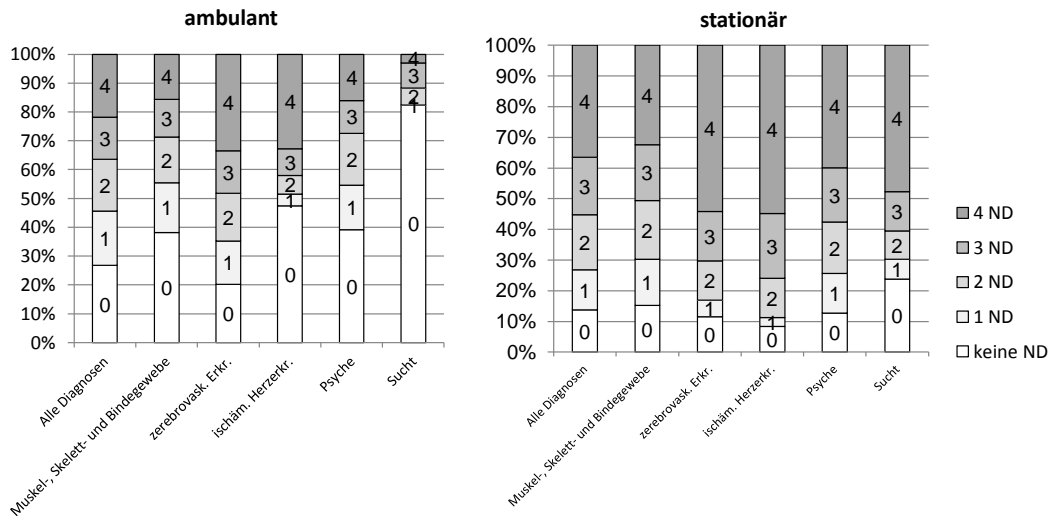 ambulant
100%
90%
80%
70%
60%
50%
40%
30%
20%
10%
0%
4 4 4 4 4 4
3 3 3 3 3 3
2 2 2 2 2 2
1 1 1 1 1 1
0 0 0 0 0 0
Alle Diagnosen
Muskel-, Skelett- und Bindegewebe
zerebrovask. Erkr.
ischäm. Herzerkr.
Psyche
Sucht
stationär
100%
90%
80%
70%
60%
50%
40%
30%
20%
10%
0%
4 4 4 4 4 4
3 3 3 3 3 3
2 2 2 2 2 2
1 1 1 1 1 1
0 0 0 0 0 0
Alle Diagnosen
Muskel-, Skelett- und Bindegewebe
zerebrovask. Erkr.
ischäm. Herzerkr.
Psyche
Sucht
4 ND
3 ND
2 ND
1 ND
keine ND